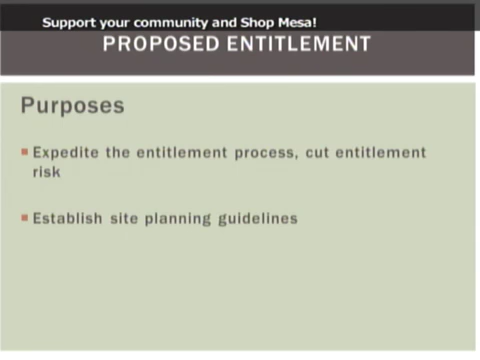 Support your community and Shop Mesa!
PROPOSED ENTITLEMENT
Purposes
Expedite the entitlement process, cut entitlement
risk
Establish site planning guidelines